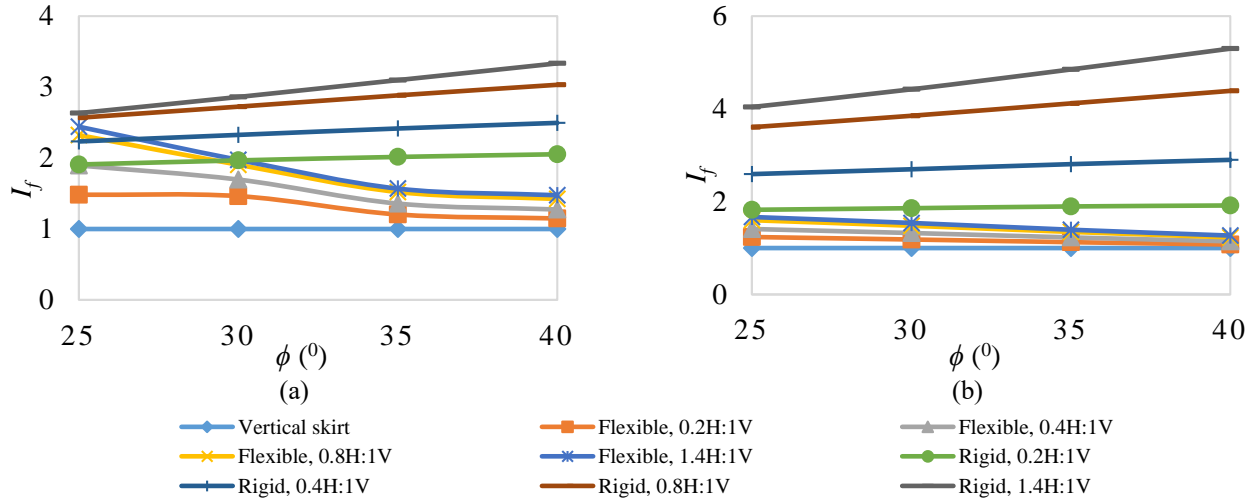 4
3
2
1
0
I_f
25 30 35 40
ϕ (⁰)
(a)
6
4
2
0
I_f
25 30 35 40
ϕ (⁰)
(b)
Vertical skirt Flexible, 0.2H:1V Flexible, 0.4H:1V
Flexible, 0.8H:1V Flexible, 1.4H:1V Rigid, 0.2H:1V
Rigid, 0.4H:1V Rigid, 0.8H:1V Rigid, 1.4H:1V